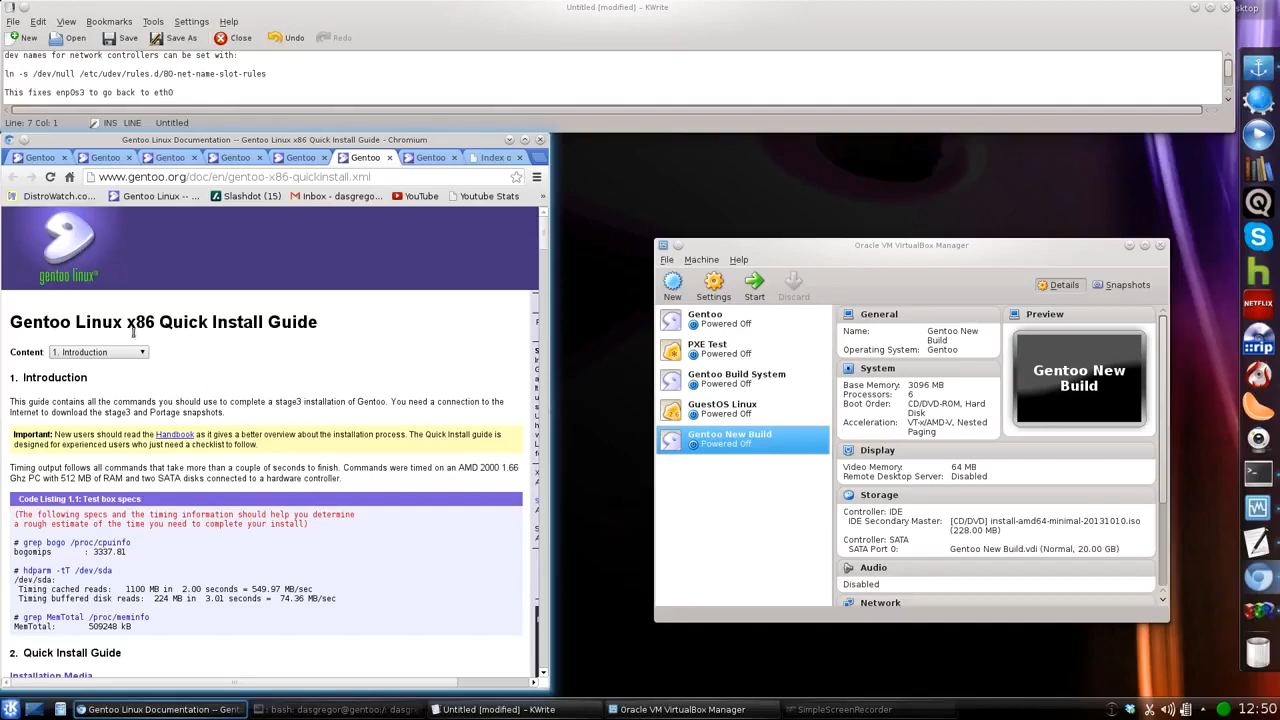 Untitled [modified] - KWrite
sktop
File Edit View Bookmarks Tools Settings Help
New Open Save Save As Close Undo Redo
dev names for network controllers can be set with:
ln -s /dev/null /etc/udev/rules.d/80-net-name-slot-rules
This fixes enp0s3 to go back to eth0
Line: 7 Col: 1 INS LINE Untitled
Gentoo Linux Documentation -- Gentoo Linux x86 Quick Install Guide - Chromium
Gentoo Gentoo Gentoo Gentoo Gentoo Gentoo Gentoo Index o
www.gentoo.org/doc/en/gentoo-x86-quickinstall.xml
DistroWatch.co... Gentoo Linux -- ... Slashdot (15) Inbox - dasgrego... YouTube Youtube Stats
gentoo linux™
Gentoo Linux x86 Quick Install Guide
Content: 1. Introduction
1. Introduction
This guide contains all the commands you should use to complete a stage3 installation of Gentoo. You need a connection to the
Internet to download the stage3 and Portage snapshots.
Important: New users should read the Handbook as it gives a better overview about the installation process. The Quick Install guide is
designed for experienced users who just need a checklist to follow.
Timing output follows all commands that take more than a couple of seconds to finish. Commands were timed on an AMD 2000 1.66
Ghz PC with 512 MB of RAM and two SATA disks connected to a hardware controller.
Code Listing 1.1: Test box specs
(The following specs and the timing information should help you determine
a rough estimate of the time you need to complete your install)
# grep bogo /proc/cpuinfo
bogomips : 3337.81
# hdparm -tT /dev/sda
/dev/sda:
Timing cached reads: 1100 MB in 2.00 seconds = 549.97 MB/sec
Timing buffered disk reads: 224 MB in 3.01 seconds = 74.36 MB/sec
# grep MemTotal /proc/meminfo
MemTotal: 509248 kB
2. Quick Install Guide
Installation Media
Oracle VM VirtualBox Manager
File Machine Help
New Settings Start Discard
Details Snapshots
Gentoo
Powered Off
PXE Test
Powered Off
Gentoo Build System
Powered Off
GuestOS Linux
Powered Off
Gentoo New Build
Powered Off
General
Name: Gentoo New
Build
Operating System: Gentoo
System
Base Memory: 3096 MB
Processors: 6
Boot Order: CD/DVD-ROM, Hard
Disk
Acceleration: VT-x/AMD-V, Nested
Paging
Preview
Gentoo New
Build
Display
Video Memory: 64 MB
Remote Desktop Server: Disabled
Storage
Controller: IDE
IDE Secondary Master: [CD/DVD] install-amd64-minimal-20131010.iso
(228.00 MB)
Controller: SATA
SATA Port 0: Gentoo New Build.vdi (Normal, 20.00 GB)
Audio
Disabled
Network
NETFLIX
::rip
Gentoo Linux Documentation -- Gent
: bash: dasgregor@gentoo:/: dasgre
Untitled [modified] - KWrite
Oracle VM VirtualBox Manager
SimpleScreenRecorder
12:50